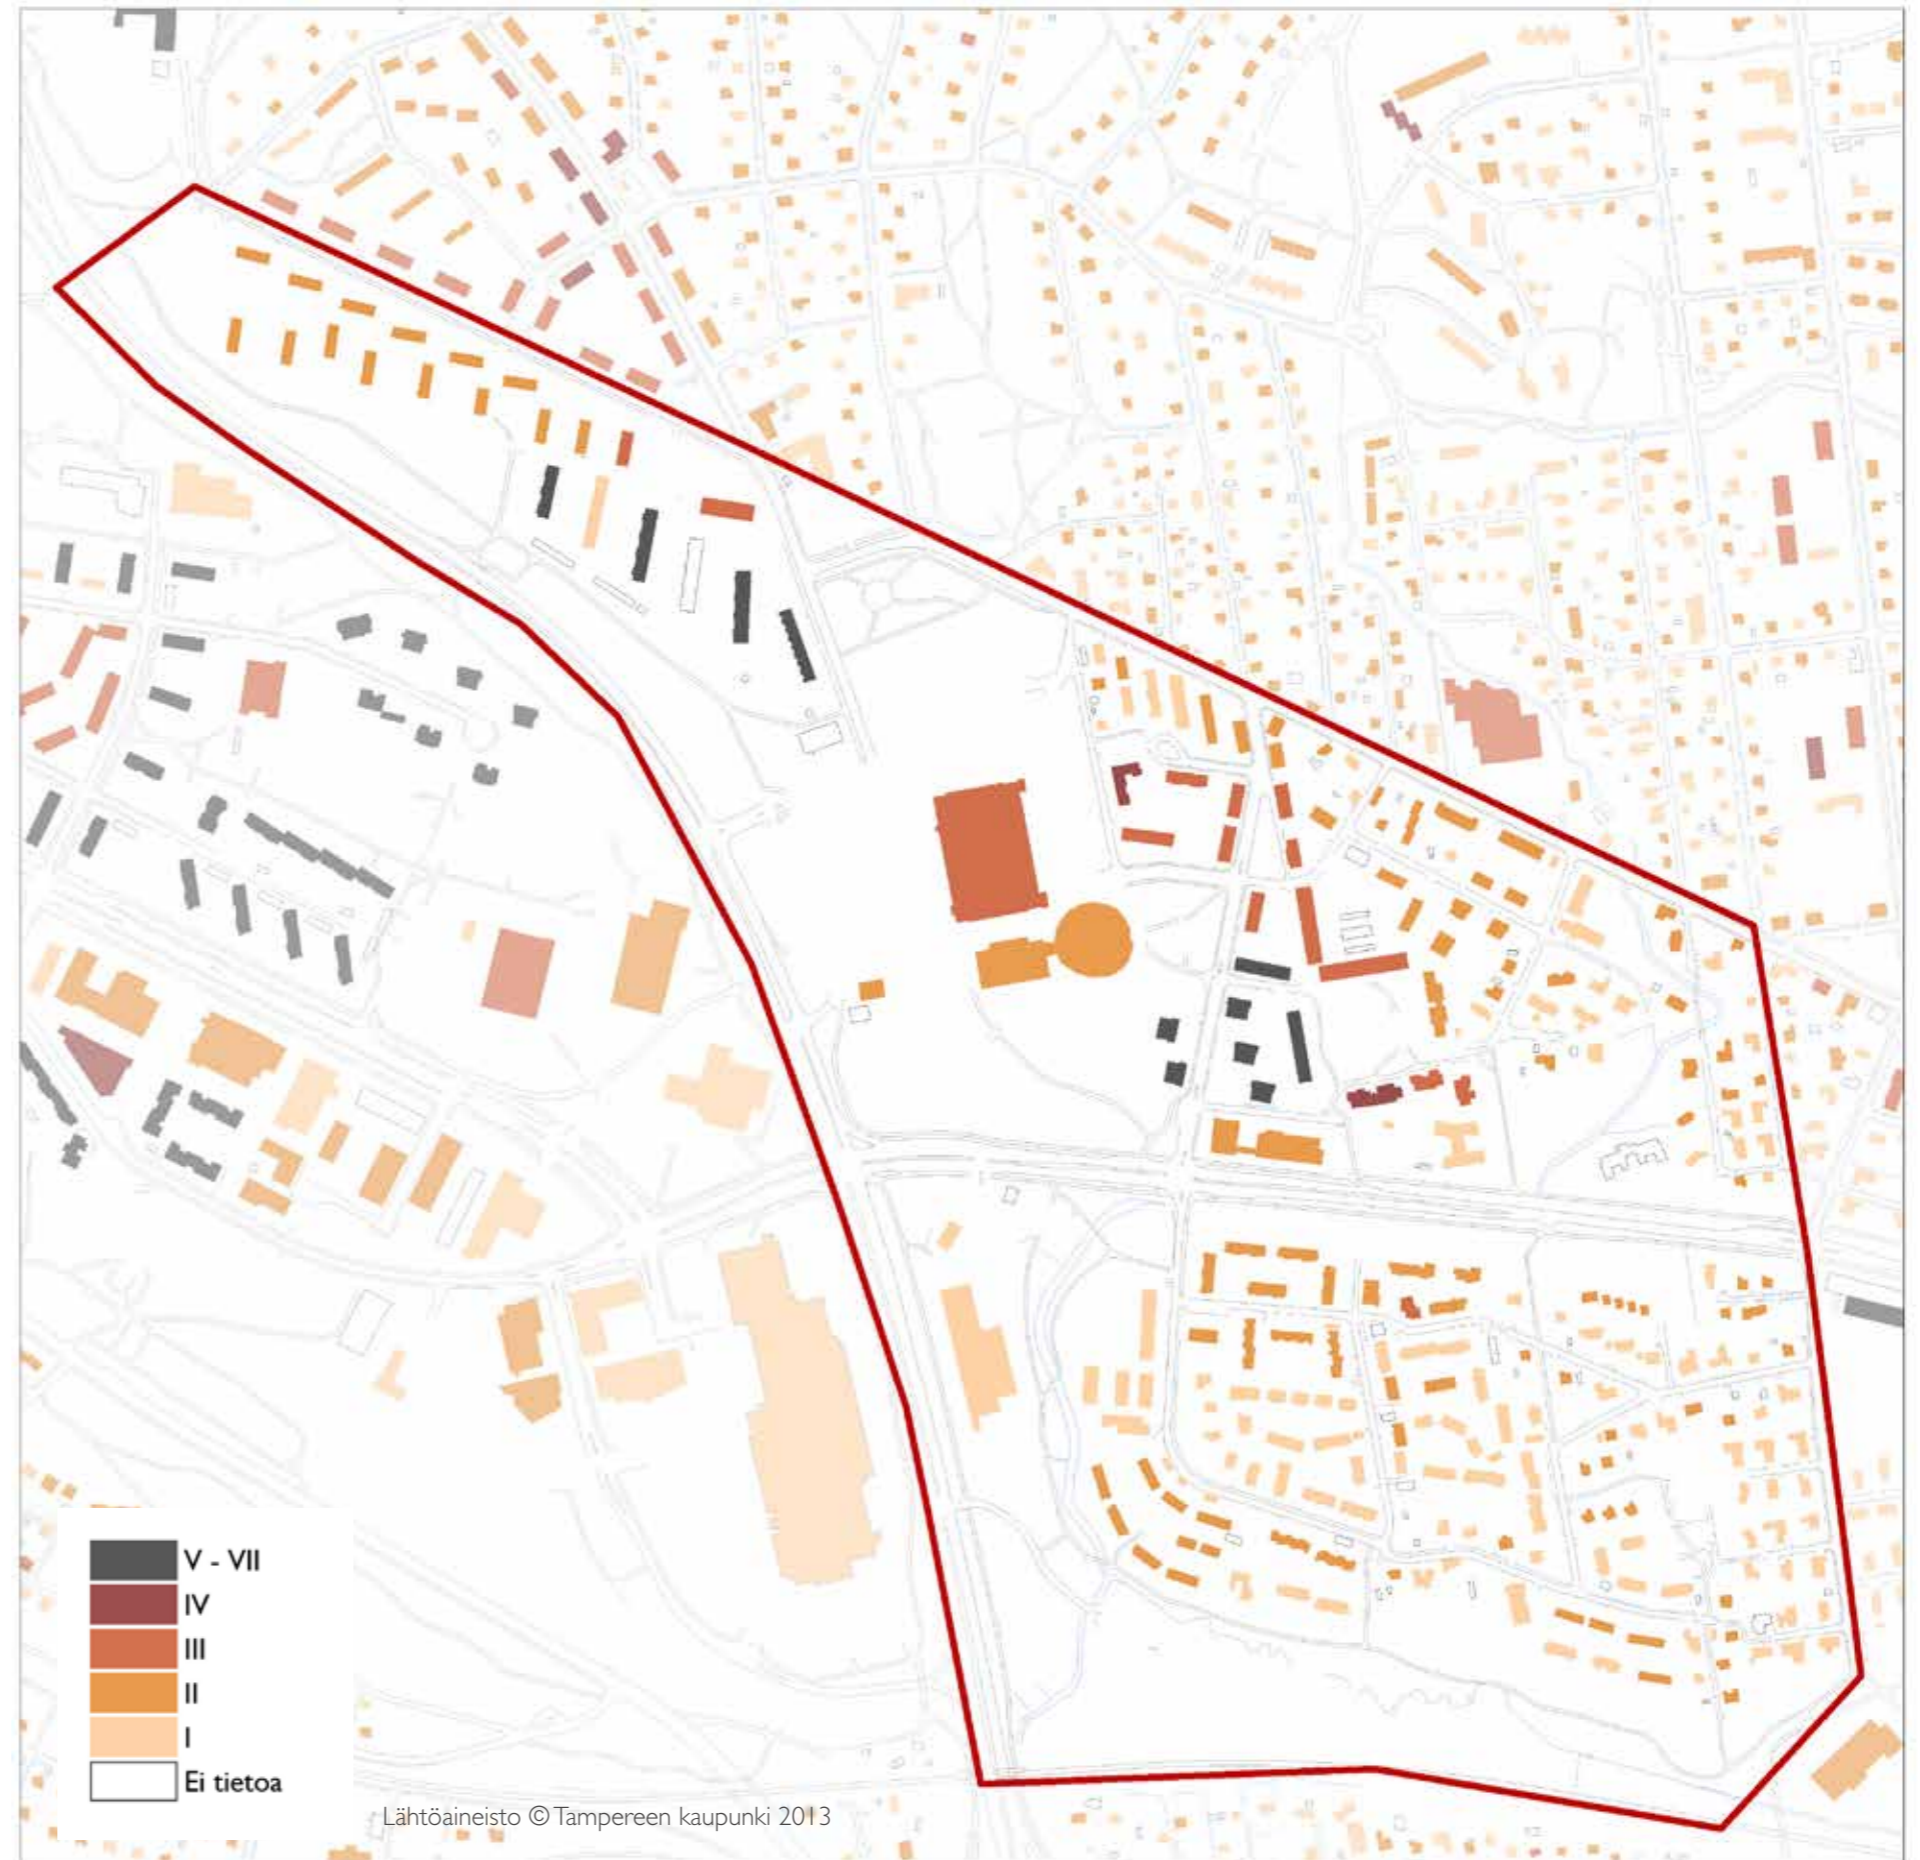 V - VII
IV
III
II
I
Ei tietoa
Lähtöaineisto © Tampereen kaupunki 2013